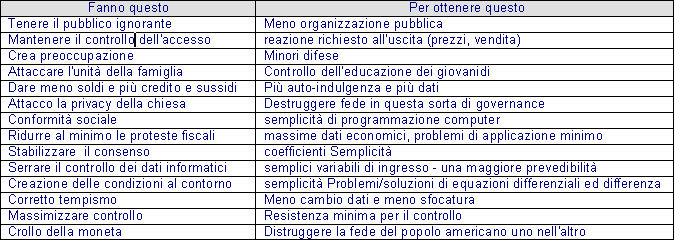 Fanno questo Per ottenere questo
Tenere il pubblico ignorante Meno organizzazione pubblica
Mantenere il controllo dell'accesso reazione richiesto all'uscita (prezzi, vendita)
Crea preoccupazione Minori difese
Attaccare l'unità della famiglia Controllo dell'educazione dei giovanidi
Dare meno soldi e più credito e sussidi Più auto-indulgenza e più dati
Attacco la privacy della chiesa Destruggere fede in questa sorta di governance
Conformità sociale semplicità di programmazione computer
Ridurre al minimo le proteste fiscali massime dati economici, problemi di applicazione minimo
Stabilizzare il consenso coefficienti Semplicità
Serrare il controllo dei dati informatici semplici variabili di ingresso - una maggiore prevedibilità
Creazione delle condizioni al contorno semplicità Problemi/soluzioni di equazioni differenziali ed differenza
Corretto tempismo Meno cambio dati e meno sfocatura
Massimizzare controllo Resistenza minima per il controllo
Crollo della moneta Distruggere la fede del popolo americano uno nell'altro